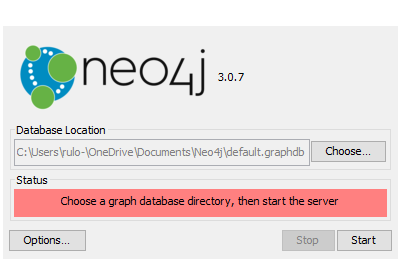 neo4j 3.0.7
Database Location
C:\Users\rulo-\OneDrive\Documents\Neo4j\default.graphdb
Choose...
Status
Choose a graph database directory, then start the server
Options...
Stop
Start